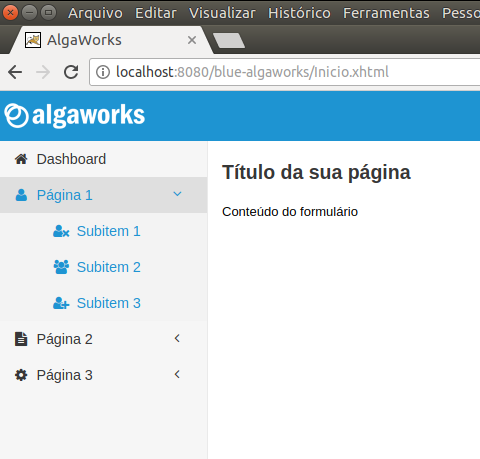 Arquivo Editar Visualizar Histórico Ferramentas Pesso
AlgaWorks
localhost:8080/blue-algaworks/Inicio.xhtml
algaworks
Dashboard
Página 1
Subitem 1
Subitem 2
Subitem 3
Página 2
Página 3
Título da sua página
Conteúdo do formulário